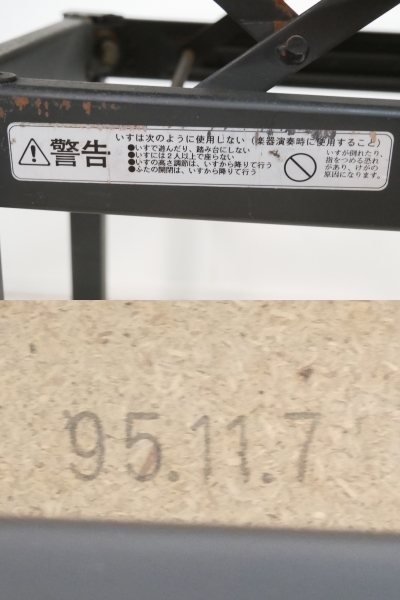 警告
いすは次のように使用しない（楽器演奏時に使用すること）
●いすで遊んだり、踏み台にしない
●いすには2人以上で座らない
●いすの高さ調節は、いすから降りて行う
●ふたの開閉は、いすから降りて行う
いすが倒れたり、
指をつめる恐れ
があり、けがの
原因になります。
95.11.7